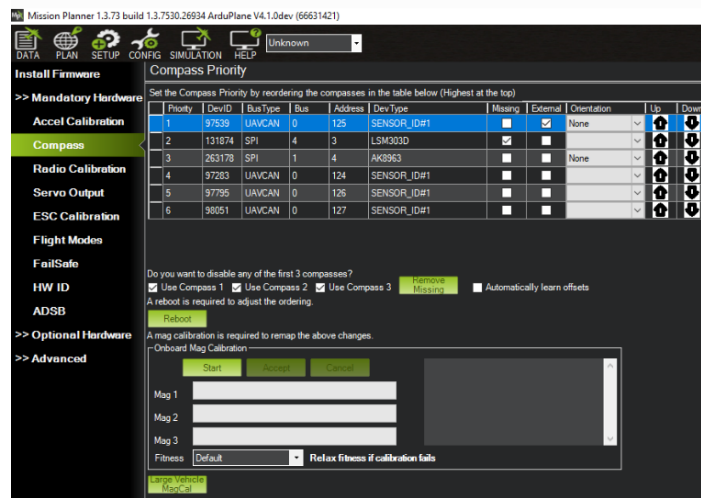 Mission Planner 1.3.73 build 1.3.7530.26934 ArduPlane V4.1.0dev (66631421)
DATA PLAN SETUP CONFIG SIMULATION HELP Unknown
Install Firmware
>> Mandatory Hardware
Accel Calibration
Compass
Radio Calibration
Servo Output
ESC Calibration
Flight Modes
FailSafe
HW ID
ADSB
>> Optional Hardware
>> Advanced
Compass Priority
Set the Compass Priority by reordering the compasses in the table below (Highest at the top)
Priority DevID BusType Bus Address DevType Missing External Orientation Up Down
1 97539 UAVCAN 0 125 SENSOR_ID#1 None
2 131874 SPI 4 3 LSM303D
3 263178 SPI 1 4 AK8963 None
4 97283 UAVCAN 0 124 SENSOR_ID#1
5 97795 UAVCAN 0 126 SENSOR_ID#1
6 98051 UAVCAN 0 127 SENSOR_ID#1
Do you want to disable any of the first 3 compasses?
Use Compass 1 Use Compass 2 Use Compass 3 Remove Missing Automatically learn offsets
A reboot is required to adjust the ordering.
Reboot
A mag calibration is required to remap the above changes.
Onboard Mag Calibration
Start Accept Cancel
Mag 1
Mag 2
Mag 3
Fitness Default Relax fitness if calibration fails
Large Vehicle
MagCal